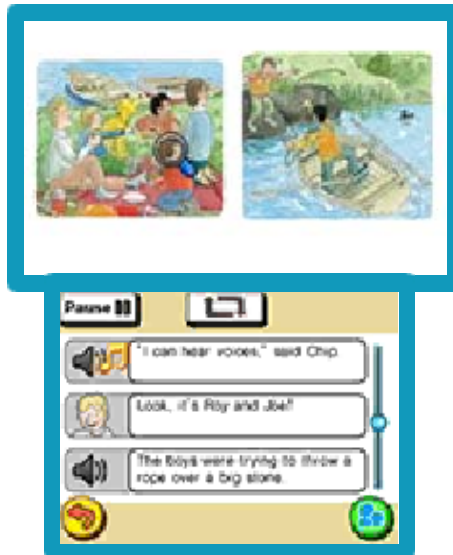 Pause
"I can hear voices," said Chip.
Look, it's Roy and Joe!
The boys were trying to throw a
rope over a big stone.